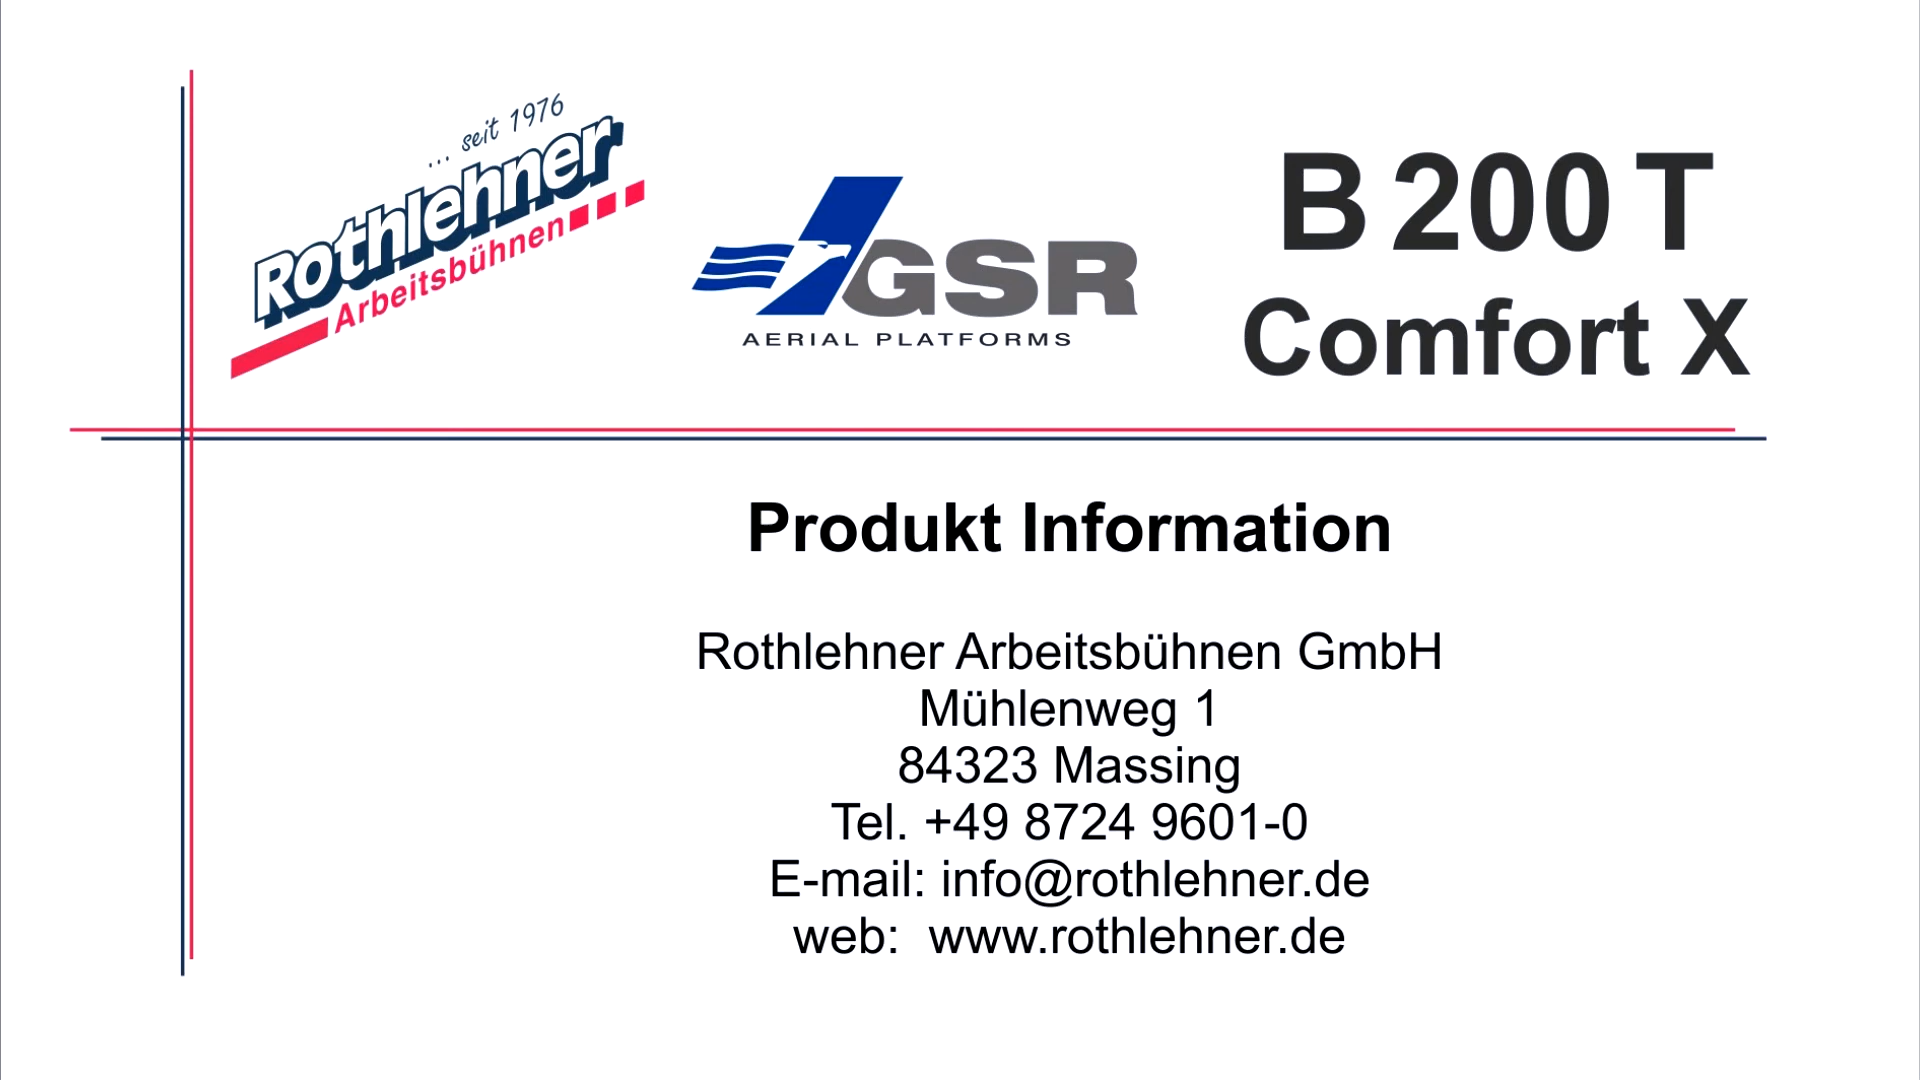 ... seit 1976
Rothlehner
Arbeitsbühnen
GSR
AERIAL PLATFORMS
B 200 T
Comfort X
Produkt Information
Rothlehner Arbeitsbühnen GmbH
Mühlenweg 1
84323 Massing
Tel. +49 8724 9601-0
E-mail: info@rothlehner.de
web: www.rothlehner.de